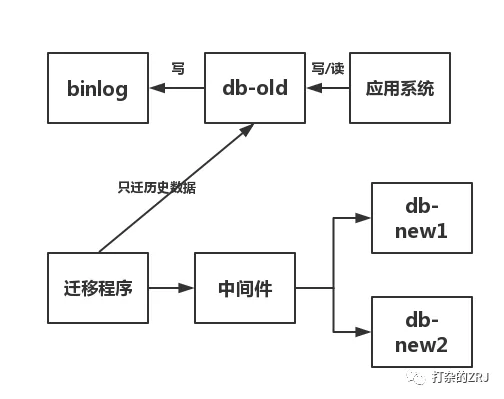 写
写/读
binlog
db-old
应用系统
只迁历史数据
db-
new1
迁移程序
中间件
db-
new2
打杂的ZRJ